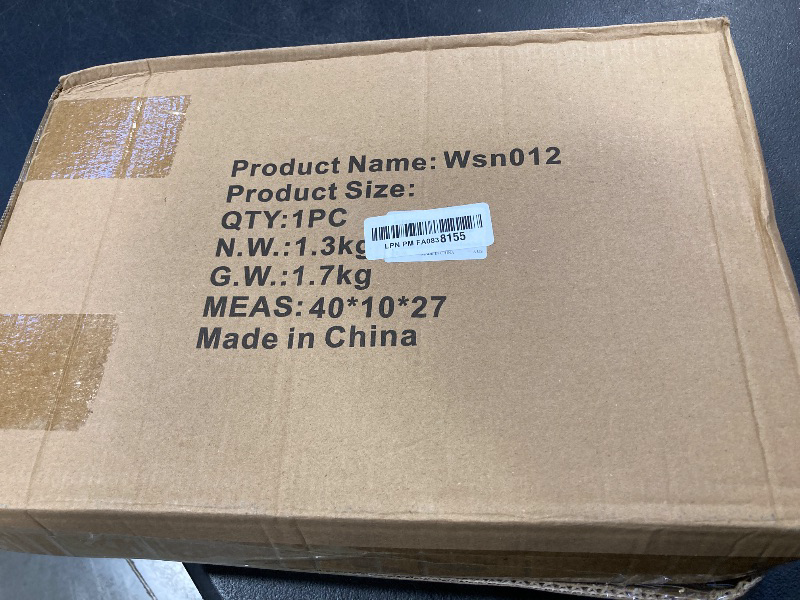 Product Name: Wsn012
Product Size:
QTY:1PC
N.W.:1.3kg
LPN PM FA0838155
G.W.:1.7kg
MEAS: 40*10*27
Made in China